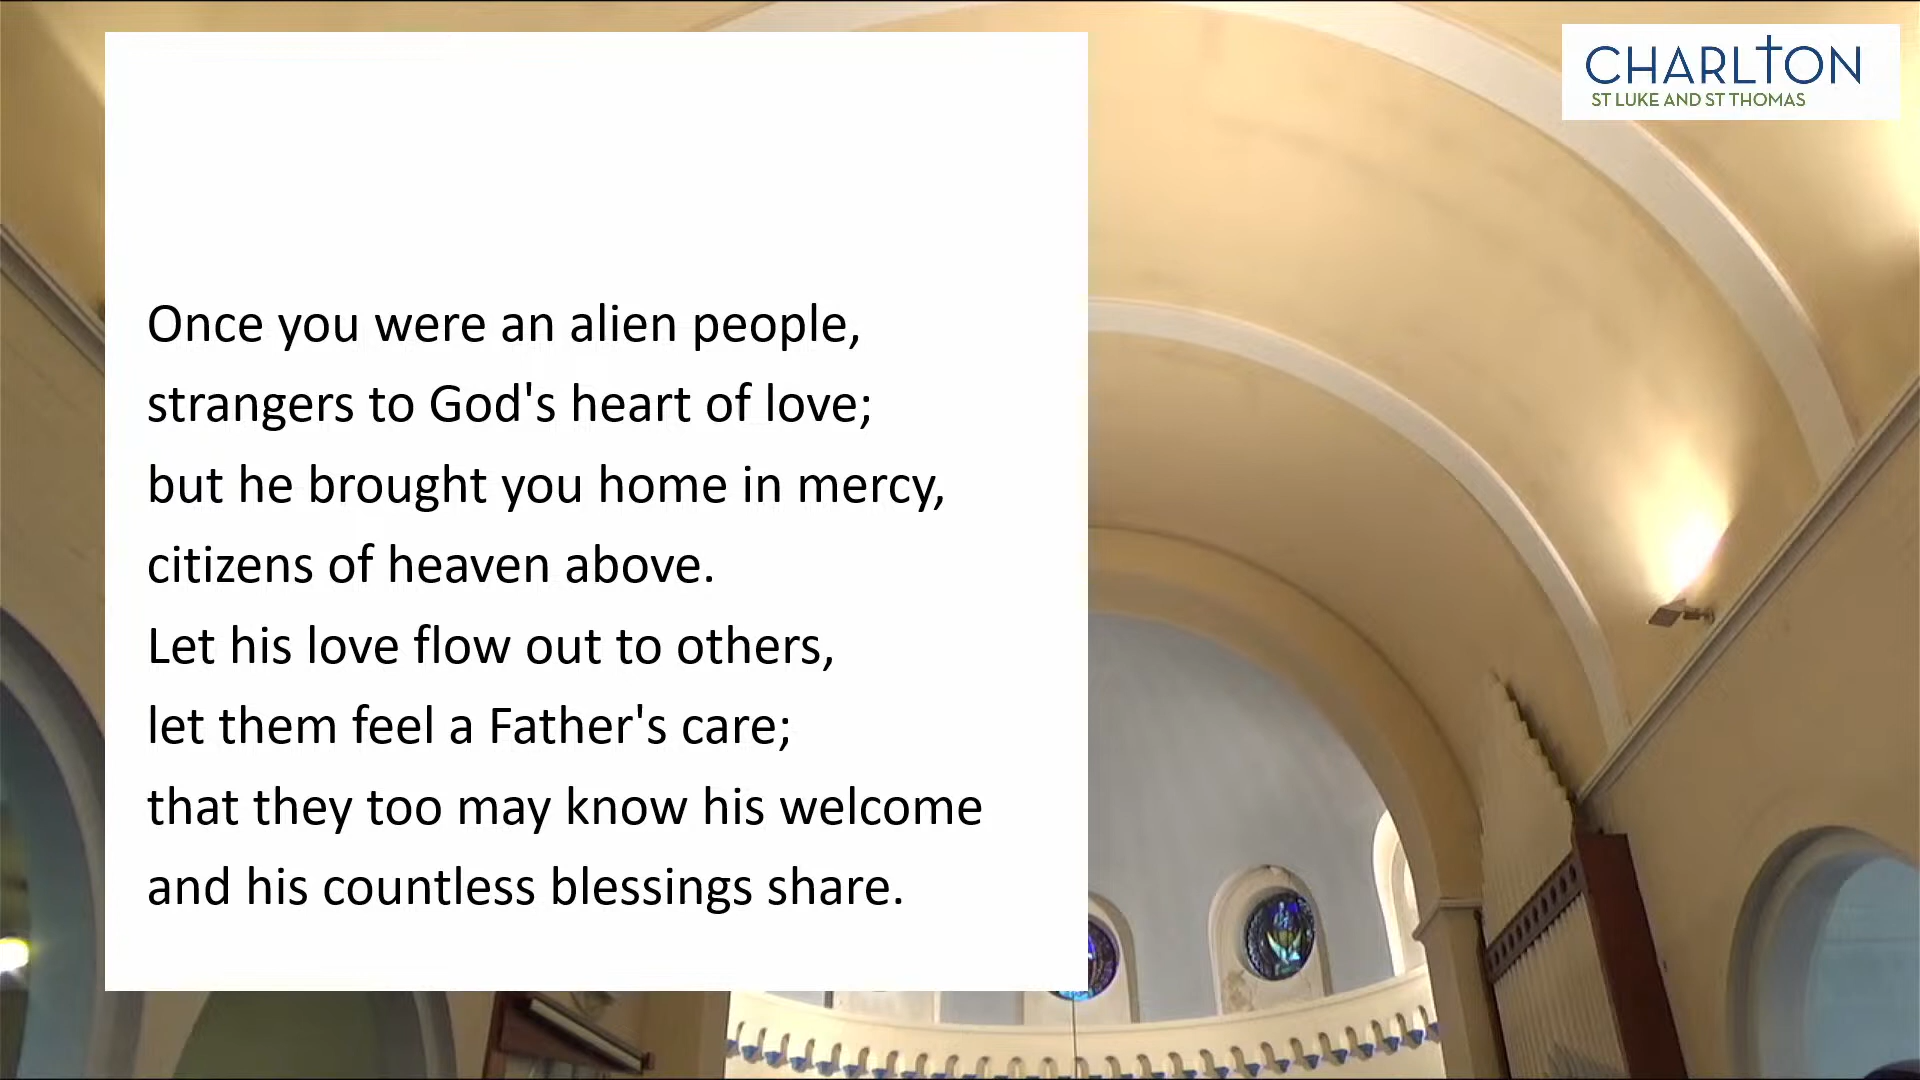 CHARLTON
ST LUKE AND ST THOMAS
Once you were an alien people,
strangers to God's heart of love;
but he brought you home in mercy,
citizens of heaven above.
Let his love flow out to others,
let them feel a Father's care;
that they too may know his welcome
and his countless blessings share.